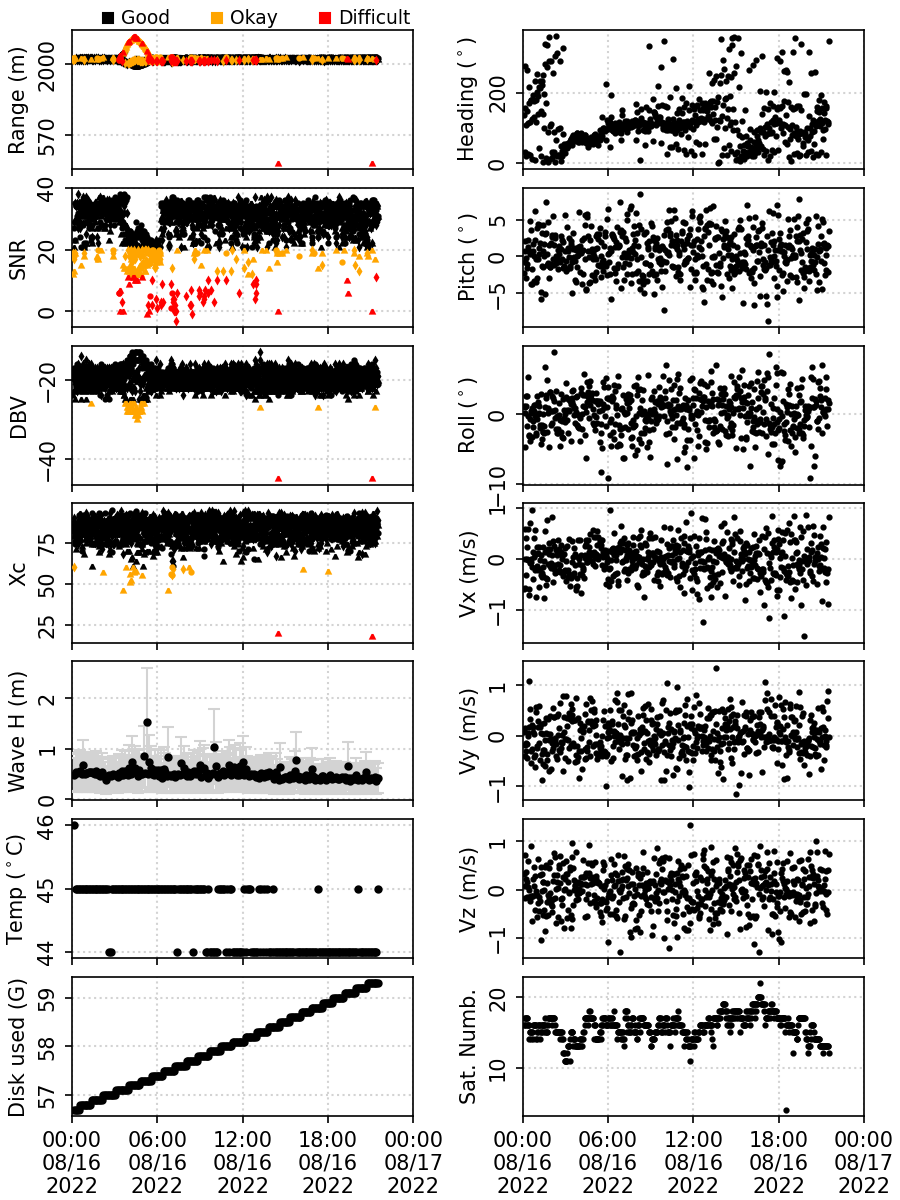 Good Okay Difficult
Range (m)
2000
570
Heading (°)
200
0
SNR
40
20
0
Pitch (°)
5
0
−5
DBV
−20
−40
Roll (°)
0
−10
Xc
75
50
25
Vx (m/s)
1
0
−1
Wave H (m)
2
1
0
Vy (m/s)
1
0
−1
Temp (°C)
46
45
44
Vz (m/s)
1
0
−1
Disk used (G)
59
58
57
Sat. Numb.
20
10
00:00 06:00 12:00 18:00 00:00
08/16 08/16 08/16 08/16 08/17
2022 2022 2022 2022 2022
00:00 06:00 12:00 18:00 00:00
08/16 08/16 08/16 08/16 08/17
2022 2022 2022 2022 2022